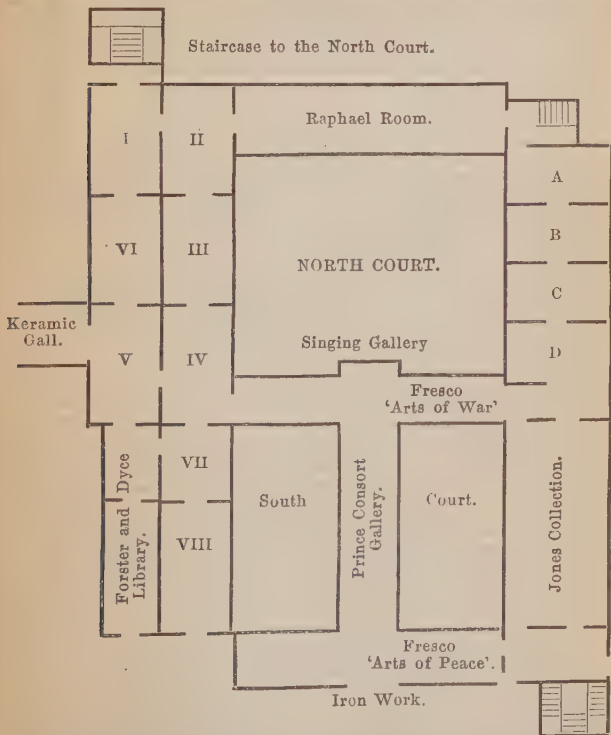 Staircase to the North Court.
Raphael Room.
I
II
A
B
VI
III
NORTH COURT.
C
Keramic
Gall.
V
IV
Singing Gallery
D
Fresco
'Arts of War'
VII
South
Prince Consort
Gallery.
Court.
Jones Collection.
Forster and Dyce
Library.
VIII
Fresco
'Arts of Peace'.
Iron Work.